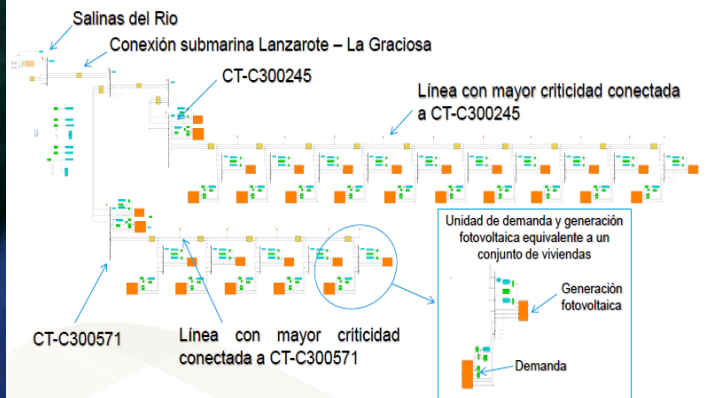 Salinas del Rio
Conexión submarina Lanzarote – La Graciosa
CT-C300245
Línea con mayor criticidad conectada
a CT-C300245
Unidad de demanda y generación
fotovoltaica equivalente a un
conjunto de viviendas
Generación
fotovoltaica
Demanda
CT-C300571
Línea con mayor criticidad
conectada a CT-C300571